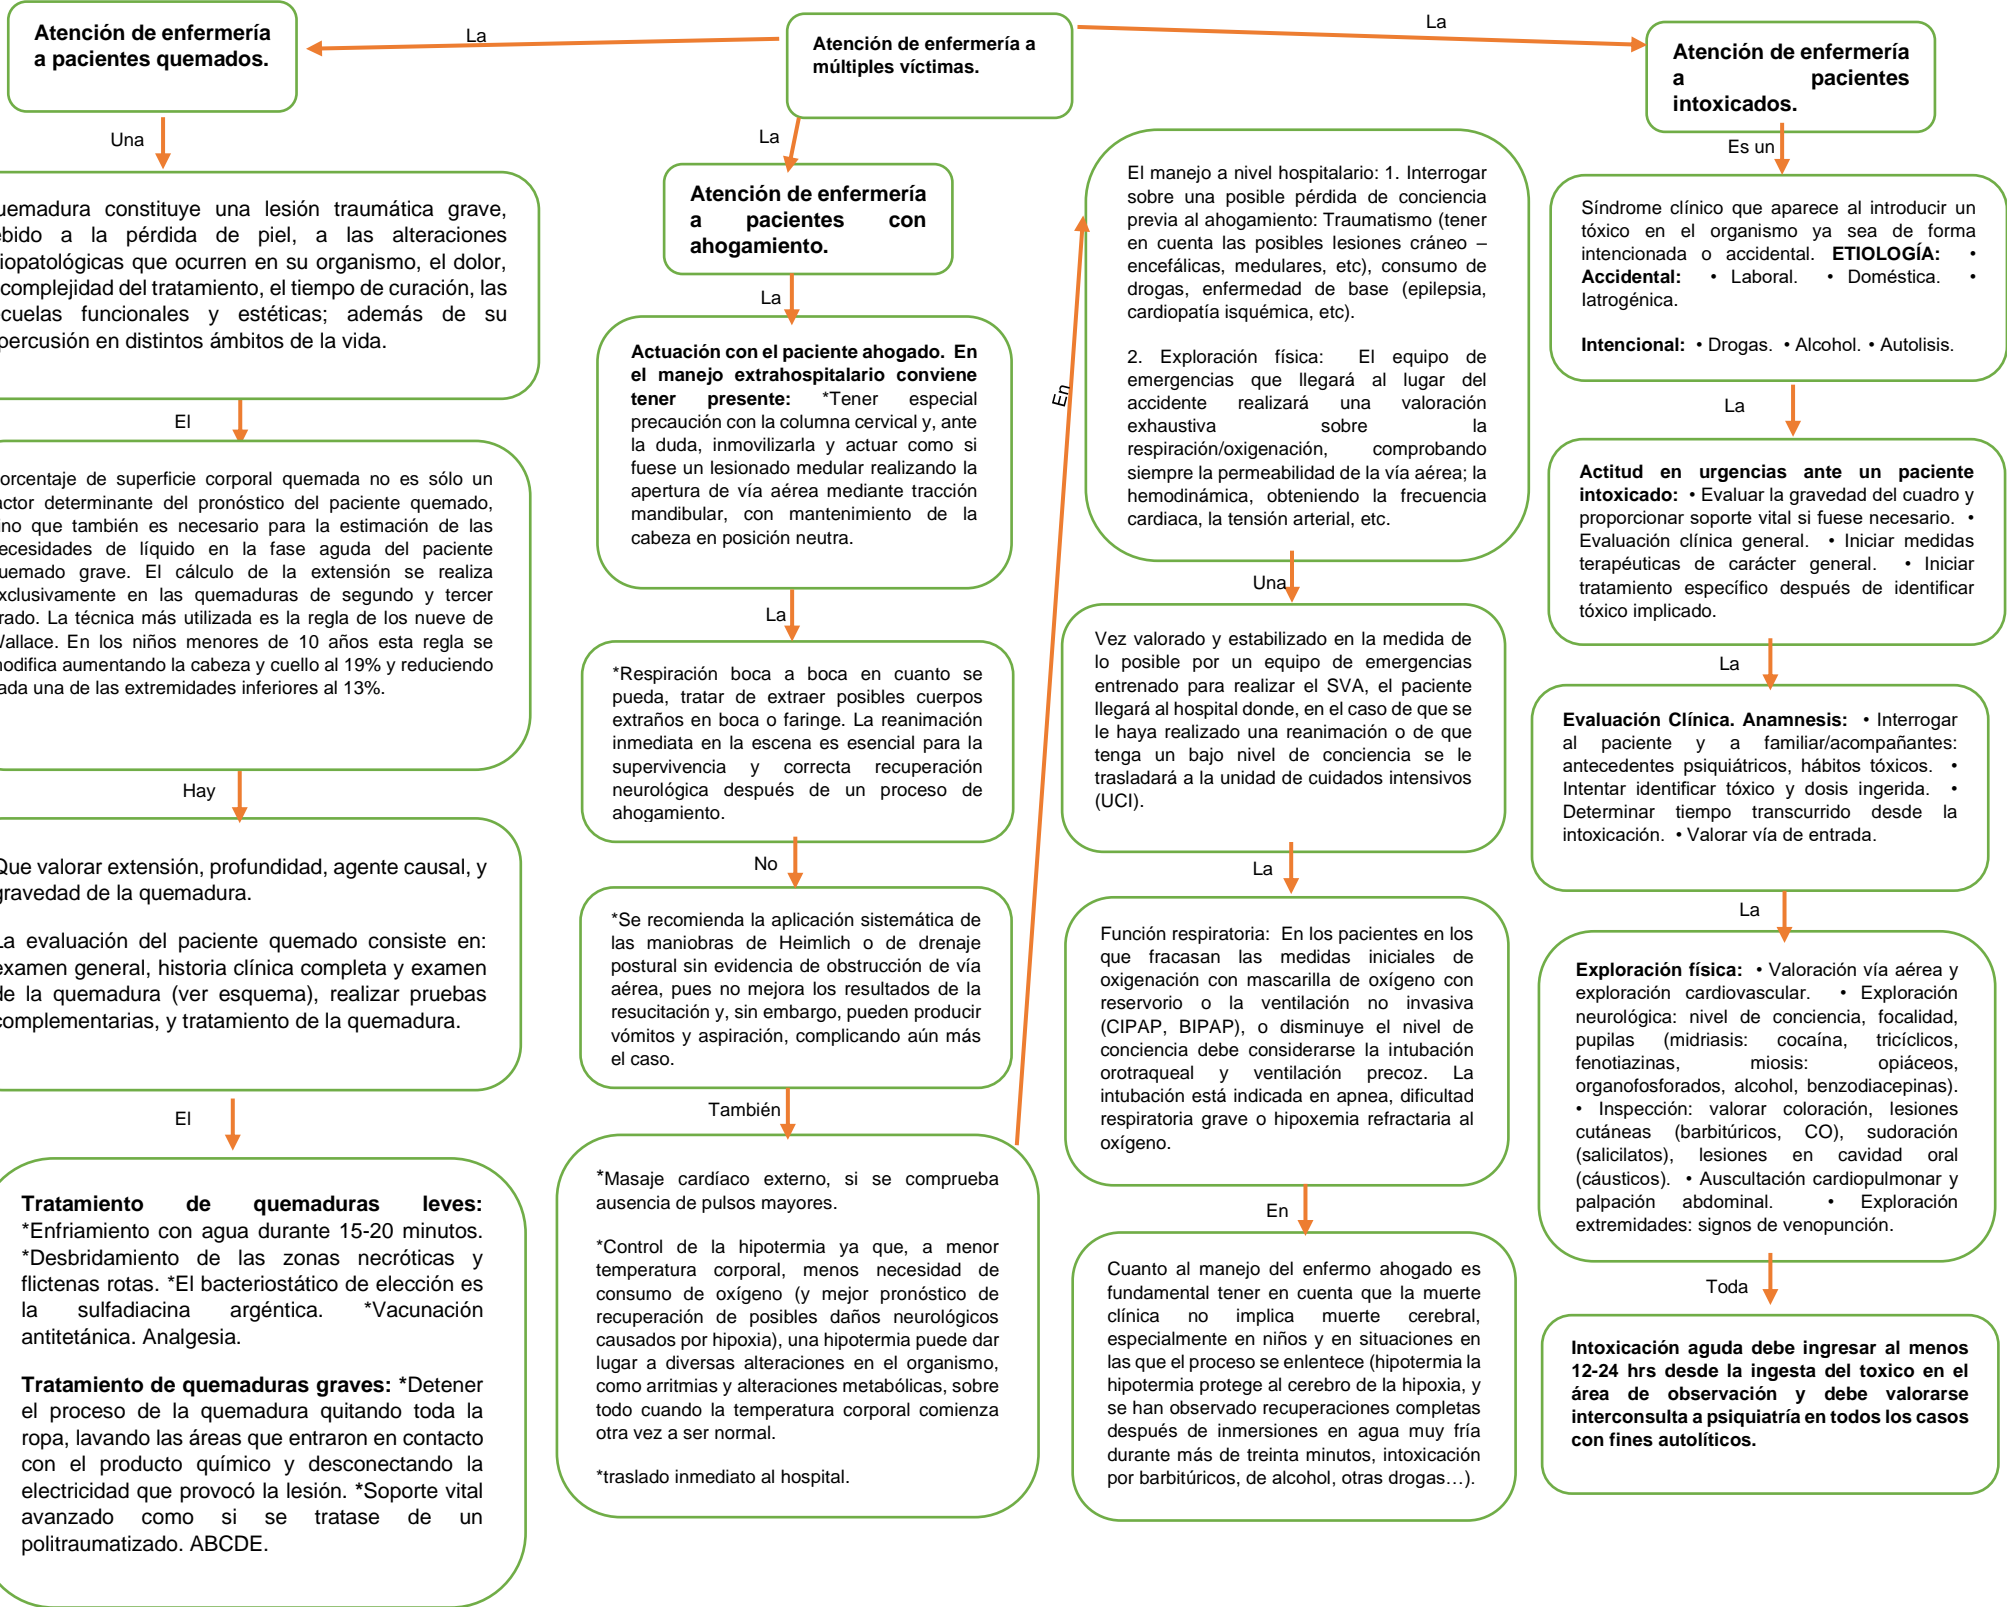 Atención de enfermería
a pacientes quemados.
La
Atención de enfermería a
múltiples víctimas.
La
Atención de enfermería
a pacientes
intoxicados.
Una
uemadura constituye una lesión traumática grave,
ebido a la pérdida de piel, a las alteraciones
iopatológicas que ocurren en su organismo, el dolor,
complejidad del tratamiento, el tiempo de curación, las
cuelas funcionales y estéticas; además de su
percusión en distintos ámbitos de la vida.
El
orcentaje de superficie corporal quemada no es sólo un
actor determinante del pronóstico del paciente quemado,
ino que también es necesario para la estimación de las
ecesidades de líquido en la fase aguda del paciente
uemado grave. El cálculo de la extensión se realiza
xclusivamente en las quemaduras de segundo y tercer
rado. La técnica más utilizada es la regla de los nueve de
Wallace. En los niños menores de 10 años esta regla se
modifica aumentando la cabeza y cuello al 19% y reduciendo
ada una de las extremidades inferiores al 13%.
Hay
Que valorar extensión, profundidad, agente causal, y
gravedad de la quemadura.
La evaluación del paciente quemado consiste en:
examen general, historia clínica completa y examen
de la quemadura (ver esquema), realizar pruebas
complementarias, y tratamiento de la quemadura.
El
Tratamiento de quemaduras leves:
*Enfriamiento con agua durante 15-20 minutos.
*Desbridamiento de las zonas necróticas y
flictenas rotas. *El bacteriostático de elección es
la sulfadiacina argéntica. *Vacunación
antitetánica. Analgesia.
Tratamiento de quemaduras graves: *Detener
el proceso de la quemadura quitando toda la
ropa, lavando las áreas que entraron en contacto
con el producto químico y desconectando la
electricidad que provocó la lesión. *Soporte vital
avanzado como si se tratase de un
politraumatizado. ABCDE.
La
Atención de enfermería
a pacientes con
ahogamiento.
La
Actuación con el paciente ahogado. En
el manejo extrahospitalario conviene
tener presente: *Tener especial
precaución con la columna cervical y, ante
la duda, inmovilizarla y actuar como si
fuese un lesionado medular realizando la
apertura de vía aérea mediante tracción
mandibular, con mantenimiento de la
cabeza en posición neutra.
La
*Respiración boca a boca en cuanto se
pueda, tratar de extraer posibles cuerpos
extraños en boca o faringe. La reanimación
inmediata en la escena es esencial para la
supervivencia y correcta recuperación
neurológica después de un proceso de
ahogamiento.
No
*Se recomienda la aplicación sistemática de
las maniobras de Heimlich o de drenaje
postural sin evidencia de obstrucción de vía
aérea, pues no mejora los resultados de la
resucitación y, sin embargo, pueden producir
vómitos y aspiración, complicando aún más
el caso.
También
*Masaje cardíaco externo, si se comprueba
ausencia de pulsos mayores.
*Control de la hipotermia ya que, a menor
temperatura corporal, menos necesidad de
consumo de oxígeno (y mejor pronóstico de
recuperación de posibles daños neurológicos
causados por hipoxia), una hipotermia puede dar
lugar a diversas alteraciones en el organismo,
como arritmias y alteraciones metabólicas, sobre
todo cuando la temperatura corporal comienza
otra vez a ser normal.
*traslado inmediato al hospital.
En
El manejo a nivel hospitalario: 1. Interrogar
sobre una posible pérdida de conciencia
previa al ahogamiento: Traumatismo (tener
en cuenta las posibles lesiones cráneo –
encefálicas, medulares, etc), consumo de
drogas, enfermedad de base (epilepsia,
cardiopatía isquémica, etc).
2. Exploración física: El equipo de
emergencias que llegará al lugar del
accidente realizará una valoración
exhaustiva sobre la
respiración/oxigenación, comprobando
siempre la permeabilidad de la vía aérea; la
hemodinámica, obteniendo la frecuencia
cardiaca, la tensión arterial, etc.
Una
Vez valorado y estabilizado en la medida de
lo posible por un equipo de emergencias
entrenado para realizar el SVA, el paciente
llegará al hospital donde, en el caso de que se
le haya realizado una reanimación o de que
tenga un bajo nivel de conciencia se le
trasladará a la unidad de cuidados intensivos
(UCI).
La
Función respiratoria: En los pacientes en los
que fracasan las medidas iniciales de
oxigenación con mascarilla de oxígeno con
reservorio o la ventilación no invasiva
(CIPAP, BIPAP), o disminuye el nivel de
conciencia debe considerarse la intubación
orotraqueal y ventilación precoz. La
intubación está indicada en apnea, dificultad
respiratoria grave o hipoxemia refractaria al
oxígeno.
En
Cuanto al manejo del enfermo ahogado es
fundamental tener en cuenta que la muerte
clínica no implica muerte cerebral,
especialmente en niños y en situaciones en
las que el proceso se enlentece (hipotermia la
hipotermia protege al cerebro de la hipoxia, y
se han observado recuperaciones completas
después de inmersiones en agua muy fría
durante más de treinta minutos, intoxicación
por barbitúricos, de alcohol, otras drogas…).
Es un
Síndrome clínico que aparece al introducir un
tóxico en el organismo ya sea de forma
intencionada o accidental. ETIOLOGÍA: •
Accidental: • Laboral. • Doméstica. •
Iatrogénica.
Intencional: • Drogas. • Alcohol. • Autolisis.
La
Actitud en urgencias ante un paciente
intoxicado: • Evaluar la gravedad del cuadro y
proporcionar soporte vital si fuese necesario. •
Evaluación clínica general. • Iniciar medidas
terapéuticas de carácter general. • Iniciar
tratamiento específico después de identificar
tóxico implicado.
La
Evaluación Clínica. Anamnesis: • Interrogar
al paciente y a familiar/acompañantes:
antecedentes psiquiátricos, hábitos tóxicos. •
Intentar identificar tóxico y dosis ingerida. •
Determinar tiempo transcurrido desde la
intoxicación. • Valorar vía de entrada.
La
Exploración física: • Valoración vía aérea y
exploración cardiovascular. • Exploración
neurológica: nivel de conciencia, focalidad,
pupilas (midriasis: cocaína, tricíclicos,
fenotiazinas, miosis: opiáceos,
organofosforados, alcohol, benzodiacepinas).
• Inspección: valorar coloración, lesiones
cutáneas (barbitúricos, CO), sudoración
(salicilatos), lesiones en cavidad oral
(cáusticos). • Auscultación cardiopulmonar y
palpación abdominal. • Exploración
extremidades: signos de venopunción.
Toda
Intoxicación aguda debe ingresar al menos
12-24 hrs desde la ingesta del toxico en el
área de observación y debe valorarse
interconsulta a psiquiatría en todos los casos
con fines autolíticos.